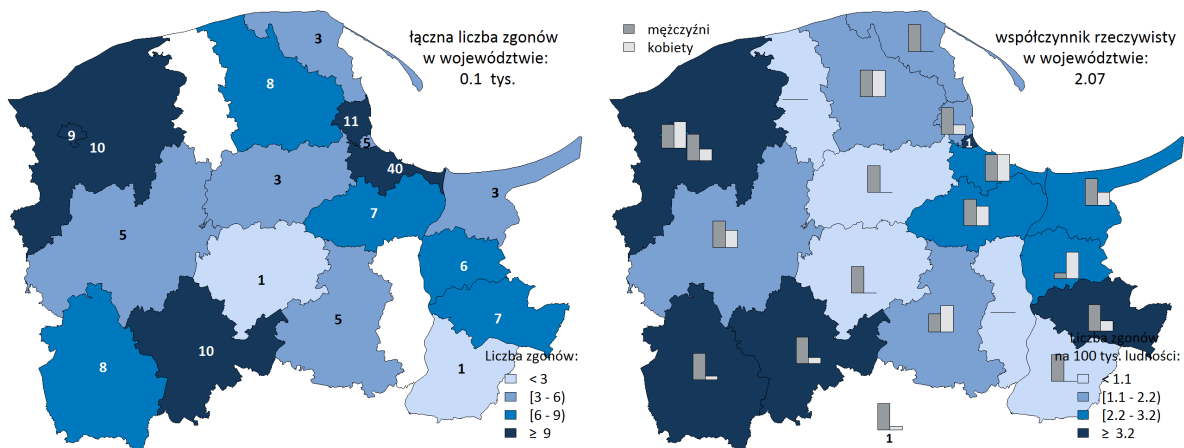 łączna liczba zgonów
w województwie:
0.1 tys.
3
8
11
9
10
5
40
3
3
7
5
6
1
5
7
10
8
1
Liczba zgonów:
< 3
[3 - 6)
[6 - 9)
≥ 9
mężczyźni
kobiety
współczynnik rzeczywisty
w województwie:
2.07
1
Liczba zgonów
na 100 tys. ludności:
< 1.1
[1.1 - 2.2)
[2.2 - 3.2)
≥ 3.2
1